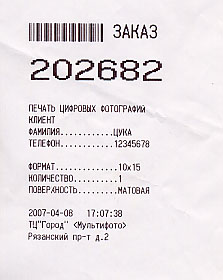 ЗАКАЗ
202682
ПЕЧАТЬ ЦИФРОВЫХ ФОТОГРАФИЙ
КЛИЕНТ
ФАМИЛИЯ............ЦУКА
ТЕЛЕФОН............12345678
ФОРМАТ.............10x15
КОЛИЧЕСТВО.........1
ПОВЕРХНОСТЬ........МАТОВАЯ
2007-04-08 17:07:38
ТЦ"Город" <Мультифото>
Рязанский пр-т д.2